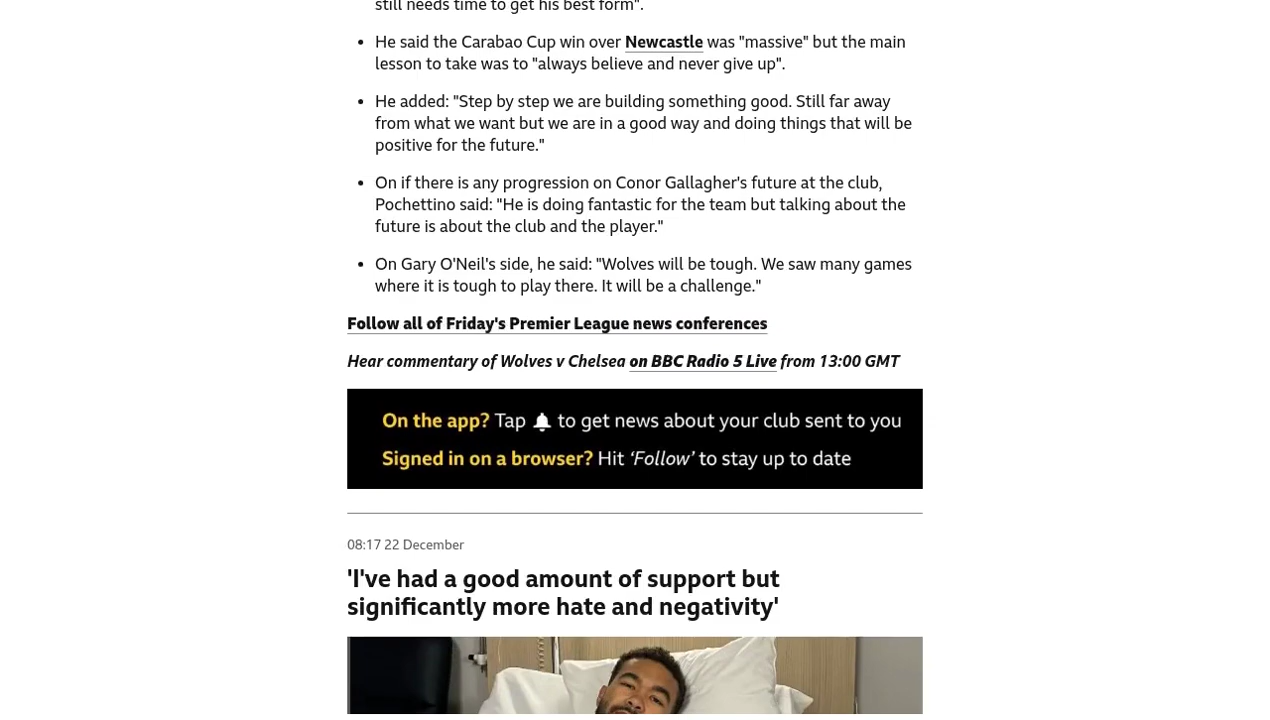 still needs time to get his best form".
He said the Carabao Cup win over Newcastle was "massive" but the main
lesson to take was to "always believe and never give up".
He added: "Step by step we are building something good. Still far away
from what we want but we are in a good way and doing things that will be
positive for the future."
On if there is any progression on Conor Gallagher's future at the club,
Pochettino said: "He is doing fantastic for the team but talking about the
future is about the club and the player."
On Gary O'Neil's side, he said: "Wolves will be tough. We saw many games
where it is tough to play there. It will be a challenge."
Follow all of Friday's Premier League news conferences
Hear commentary of Wolves v Chelsea on BBC Radio 5 Live from 13:00 GMT
On the app? Tap to get news about your club sent to you
Signed in on a browser? Hit ‘Follow’ to stay up to date
08:17 22 December
'I've had a good amount of support but
significantly more hate and negativity'